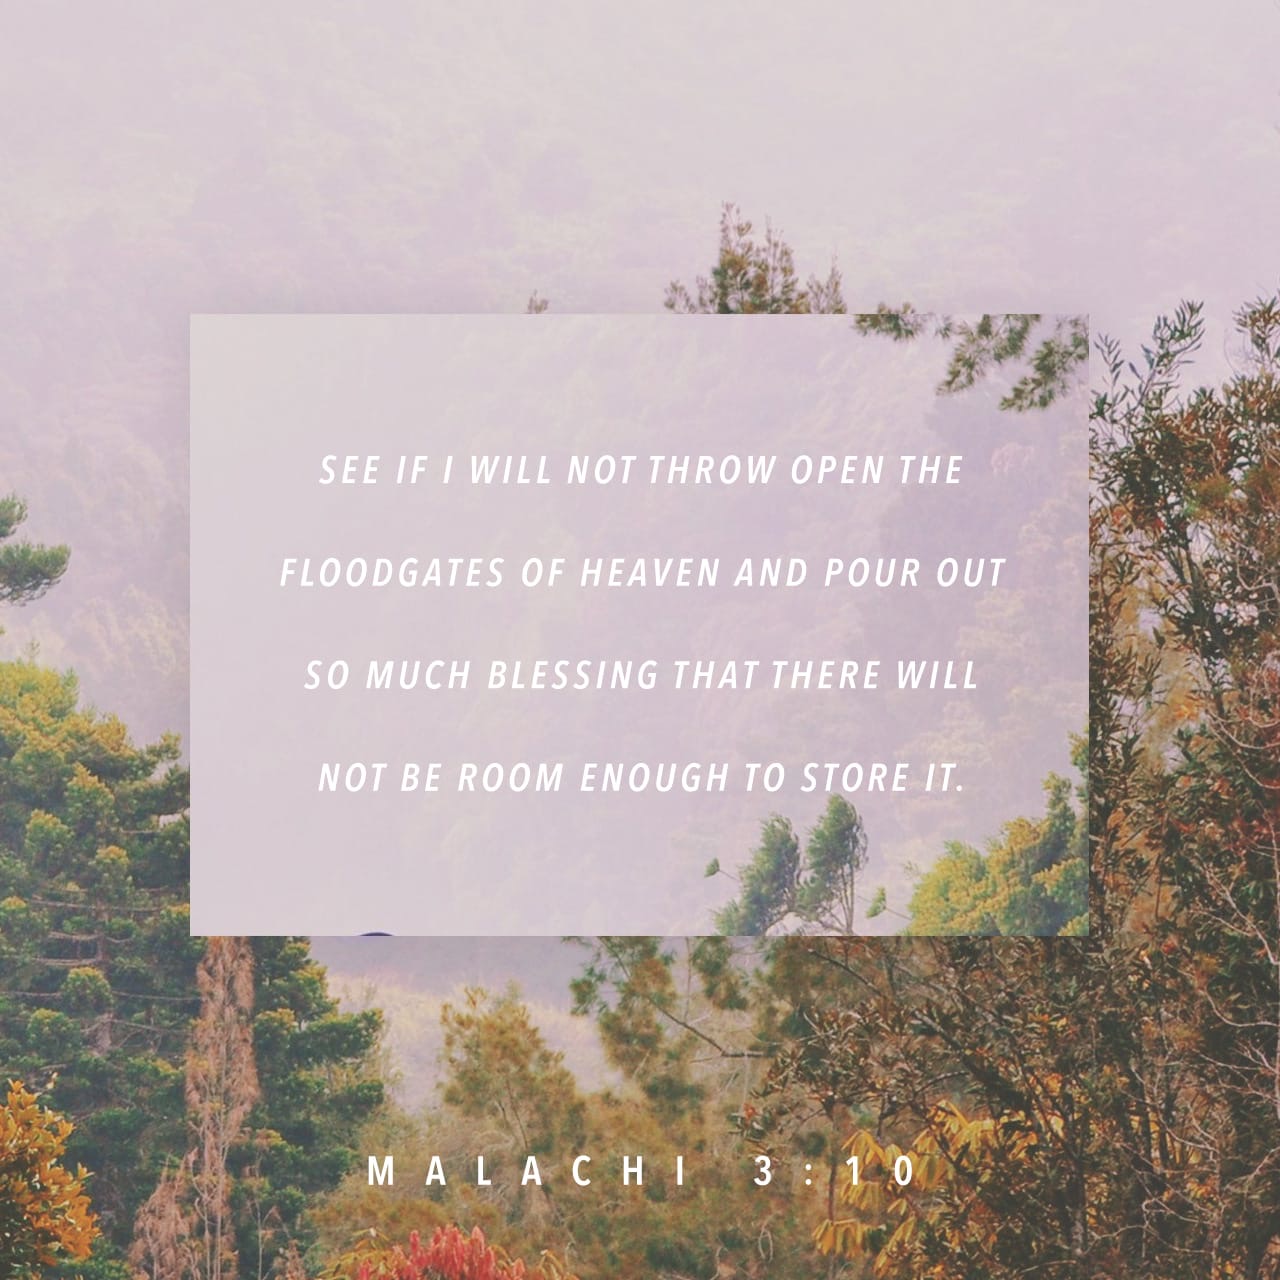 SEE IF I WILL NOT THROW OPEN THE
FLOODGATES OF HEAVEN AND POUR OUT
SO MUCH BLESSING THAT THERE WILL
NOT BE ROOM ENOUGH TO STORE IT.
MALACHI 3:10